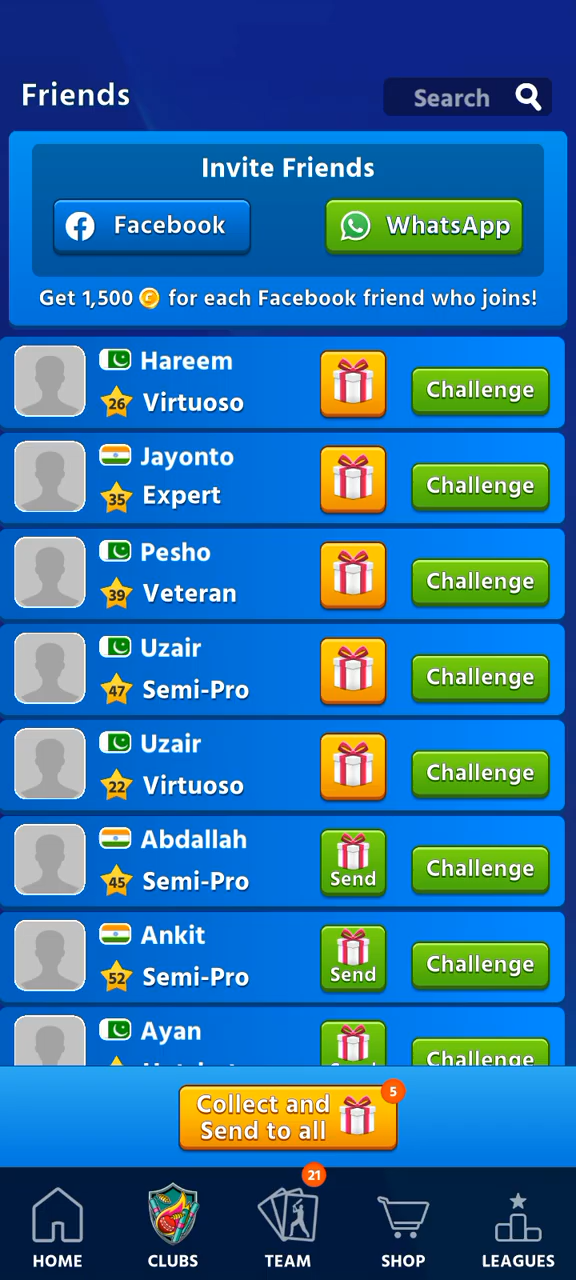 Friends
Search
Invite Friends
Facebook
WhatsApp
Get 1,500 for each Facebook friend who joins!
Hareem
26 Virtuoso
Challenge
Jayonto
35 Expert
Challenge
Pesho
39 Veteran
Challenge
Uzair
47 Semi-Pro
Challenge
Uzair
22 Virtuoso
Challenge
Abdallah
45 Semi-Pro
Send
Challenge
Ankit
52 Semi-Pro
Send
Challenge
Ayan
Challenge
Collect and
Send to all
5
21
HOME
CLUBS
TEAM
SHOP
LEAGUES